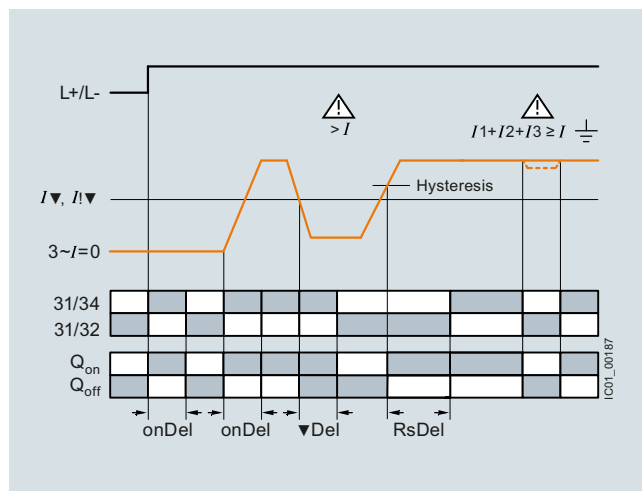 L+/L-
> I
I1+I2+I3 ≥ I
I▼, I!▼
Hysteresis
3~I=0
31/34
31/32
Qon
Qoff
IC01_00187
onDel onDel ▼Del RsDel